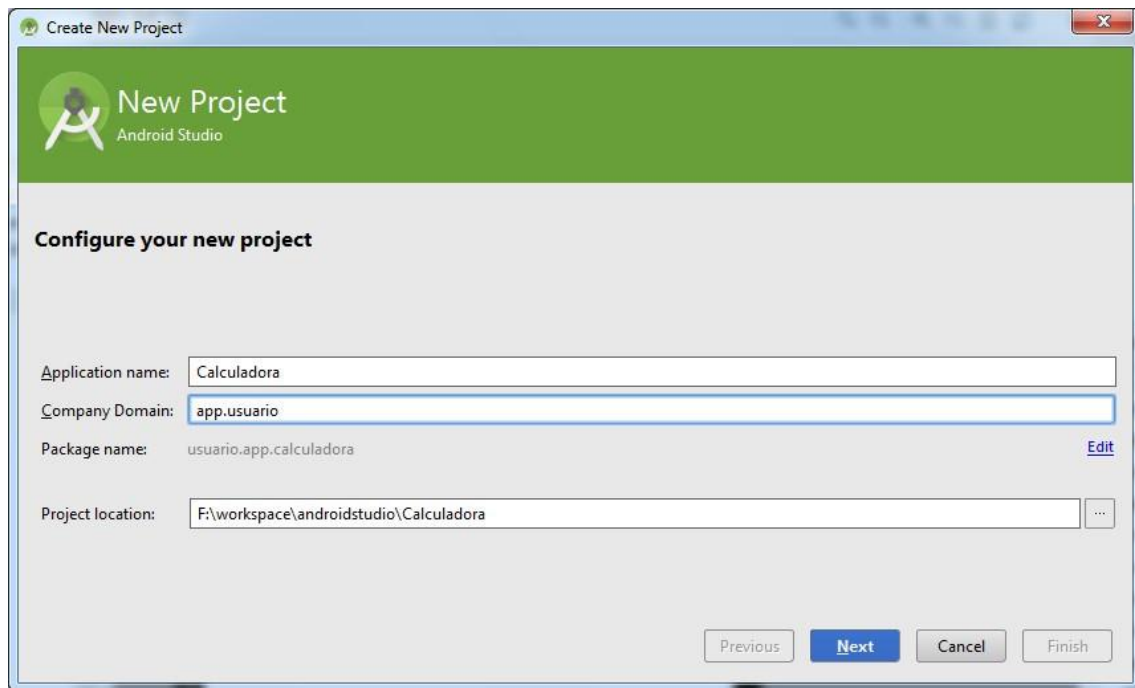 Create New Project
New Project
Android Studio
Configure your new project
Application name: Calculadora
Company Domain: app.usuario
Package name: usuario.app.calculadora Edit
Project location: F:\workspace\androidstudio\Calculadora ...
Previous Next Cancel Finish